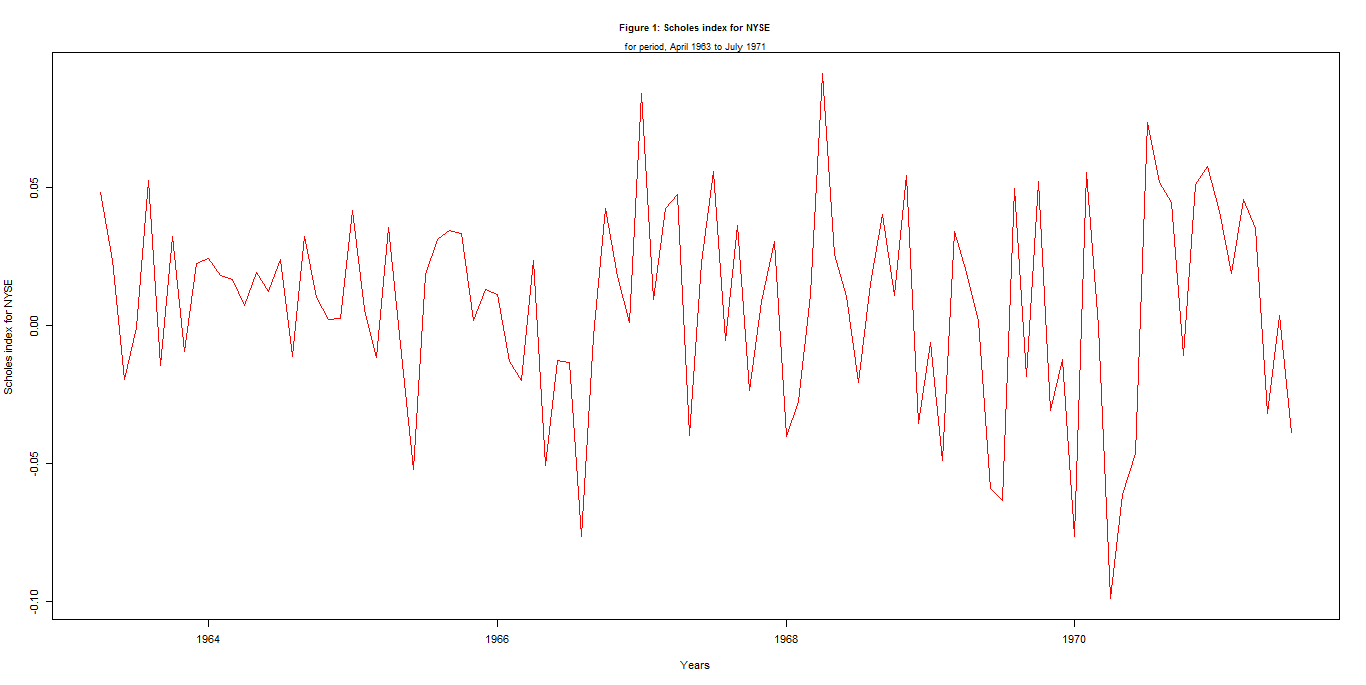 Figure 1: Scholes index for NYSE
for period, April 1963 to July 1971
Scholes index for NYSE
0.05
0.00
-0.05
-0.10
1964
1966
1968
1970
Years